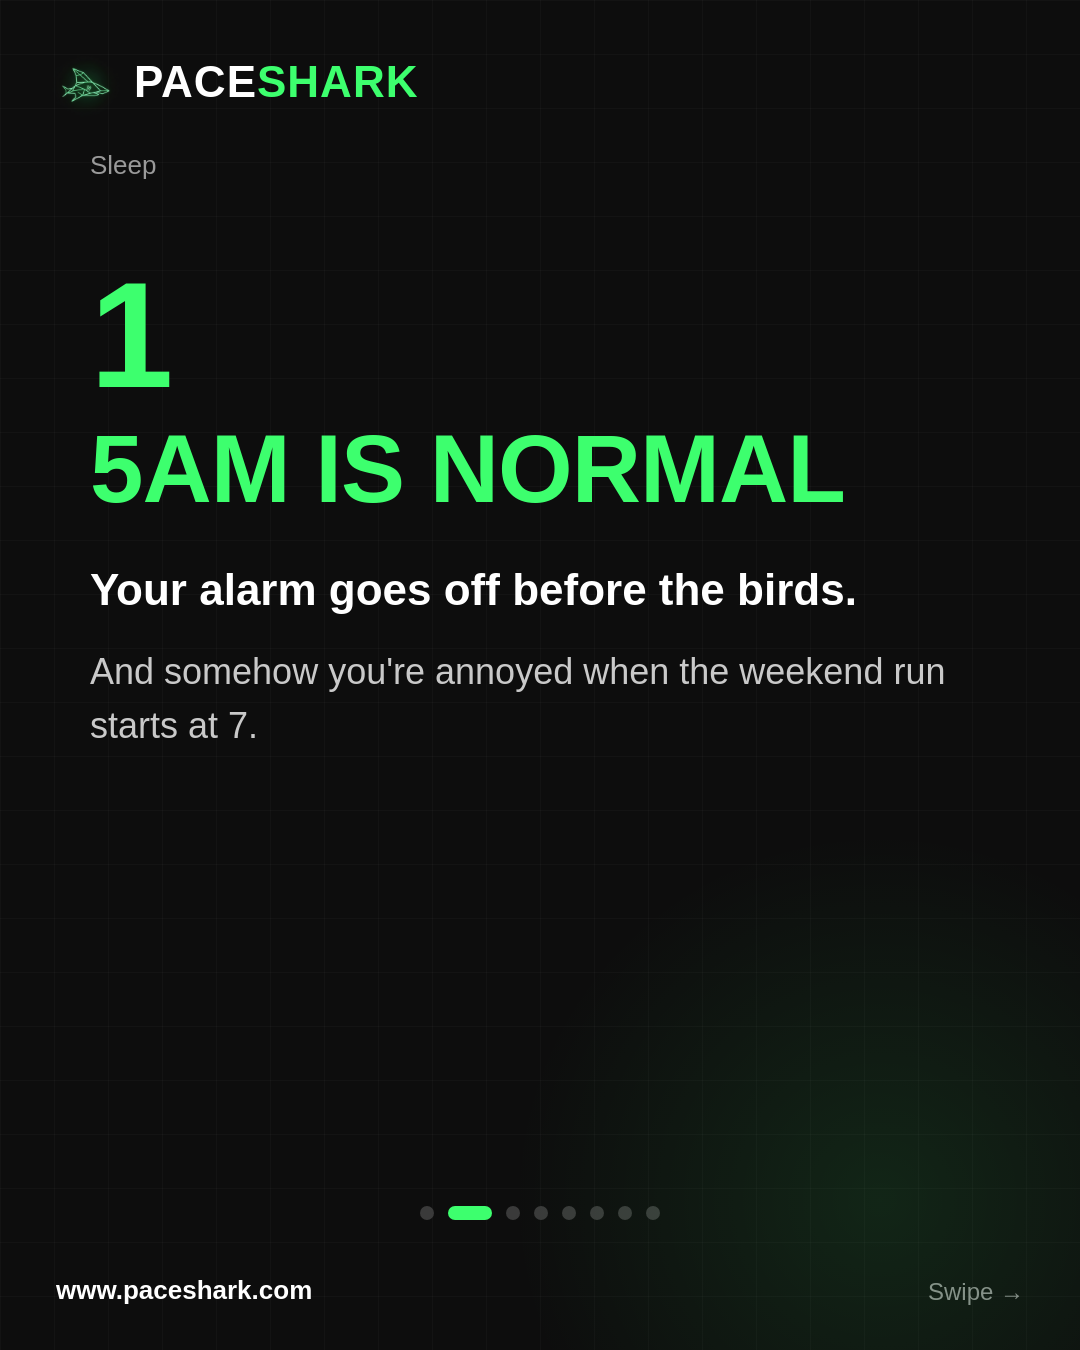 PACESHARK
Sleep
1
5AM IS NORMAL
Your alarm goes off before the birds.
And somehow you're annoyed when the weekend run
starts at 7.
www.paceshark.com
Swipe →